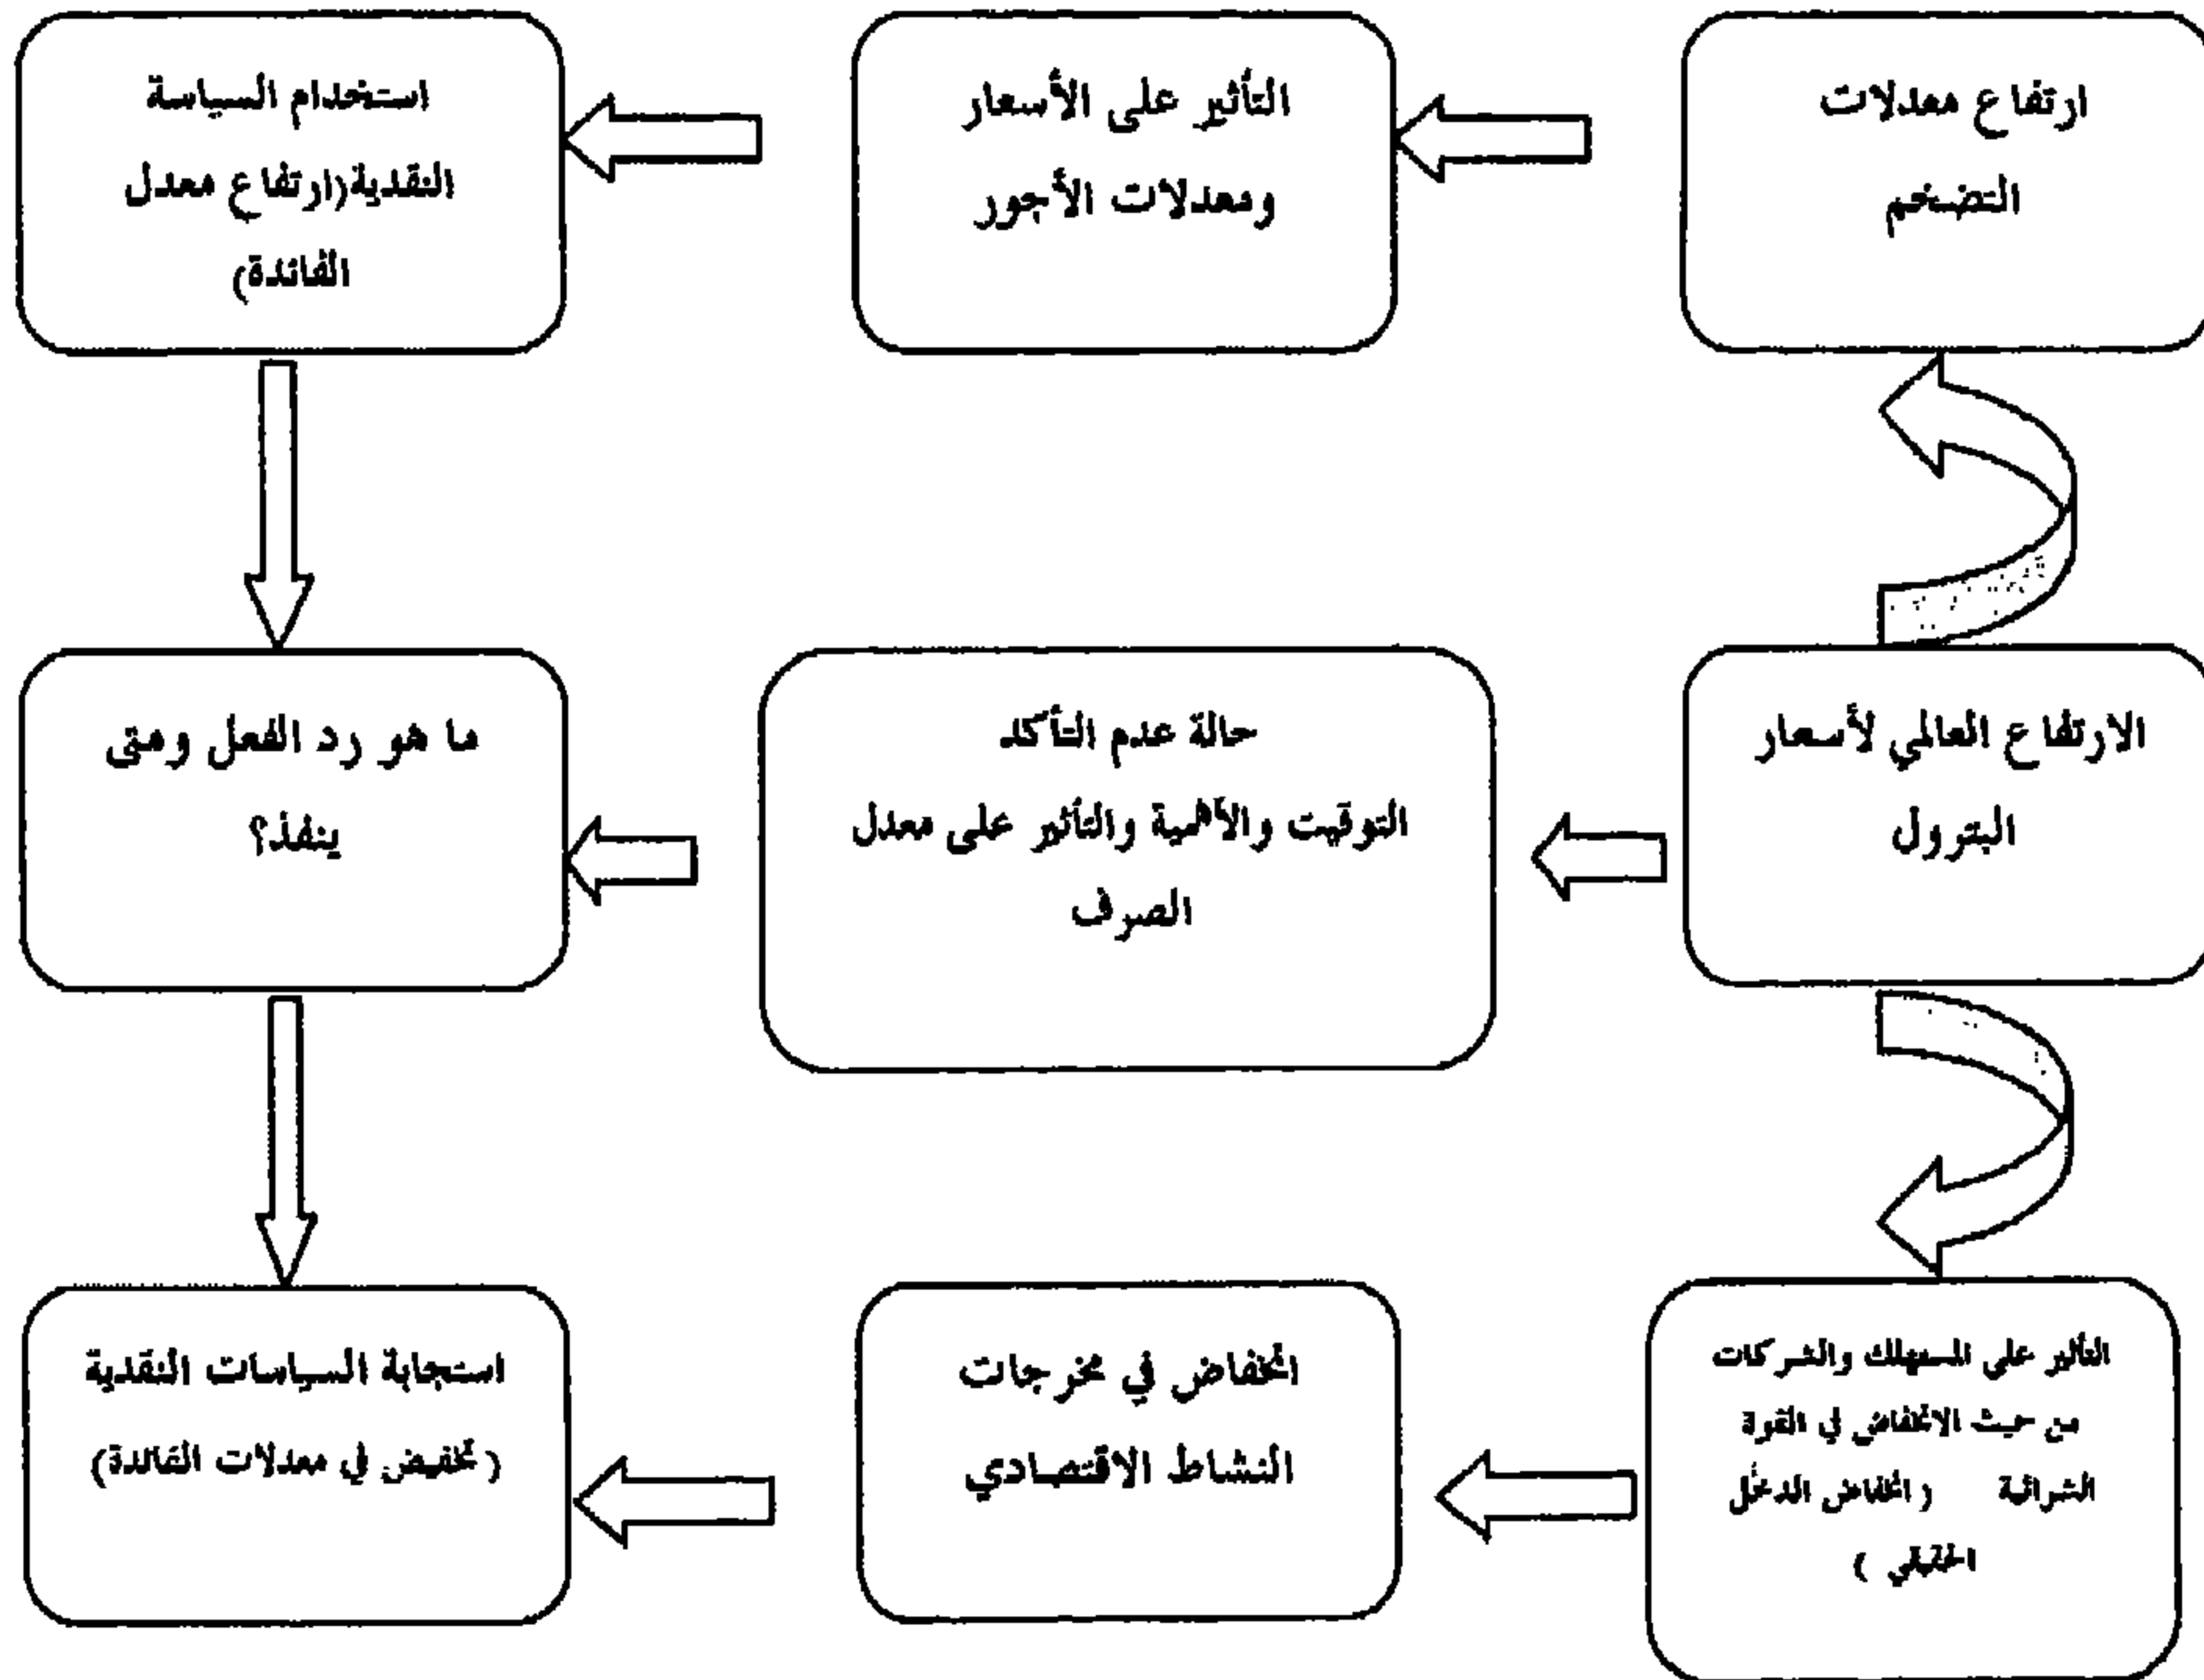 ارتفاع معدلات
التضخم
التأثير على الأسعار
ومعدلات الأجور
استخدام السياسة
النقدية(ارتفاع معدل
الفائدة)
الارتفاع العالمي لأسعار
البترول
حالة عدم التأكد
التوقيت والأهمية والتأثير على معدل
الصرف
ما هو رد الفعل ومتى
ينفذ؟
التأثير على المستهلك والشركات
من حيث الانخفاض في القوة
الشرائية ( انخفاض الدخل
الحقيقي )
انخفاض في مخرجات
النشاط الاقتصادي
استجابة السياسات النقدية
( تخفيض في معدلات الفائدة)